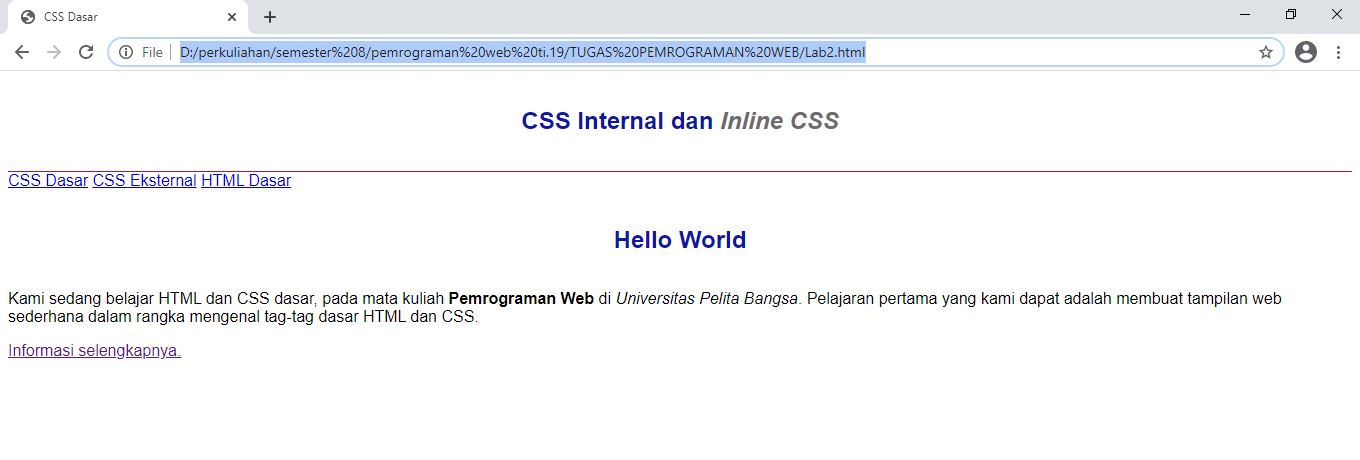 CSS Dasar
File | D:/perkuliahan/semester%208/pemrograman%20web%20ti.19/TUGAS%20PEMROGRAMAN%20WEB/Lab2.html
CSS Internal dan Inline CSS
CSS Dasar CSS Eksternal HTML Dasar
Hello World
Kami sedang belajar HTML dan CSS dasar, pada mata kuliah Pemrograman Web di Universitas Pelita Bangsa. Pelajaran pertama yang kami dapat adalah membuat tampilan web
sederhana dalam rangka mengenal tag-tag dasar HTML dan CSS.
Informasi selengkapnya.